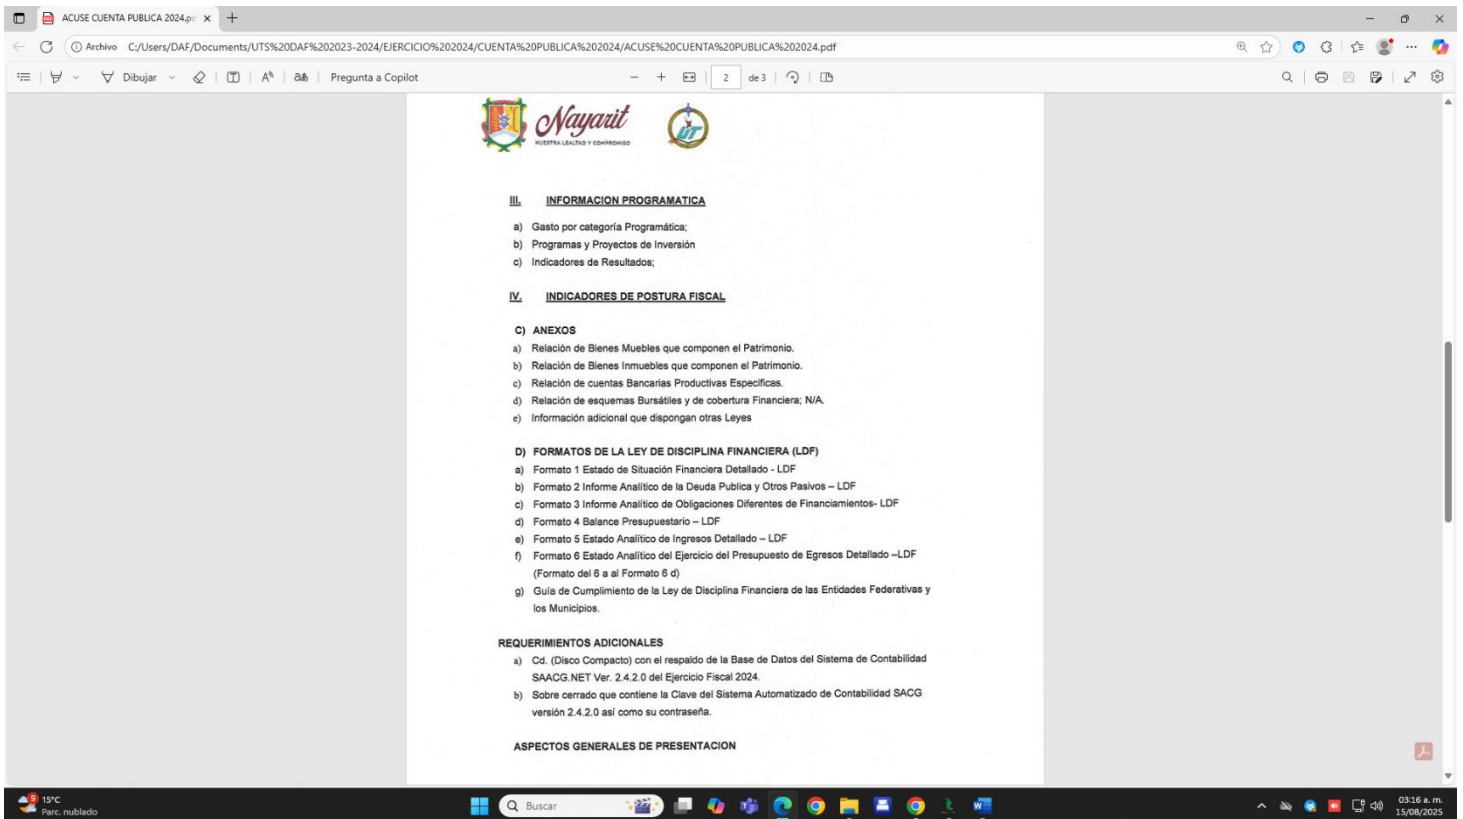 ACUSE CUENTA PUBLICA 2024.p
Archivo C:/Users/DAF/Documents/UTS%20DAF%202023-2024/EJERCICIO%202024/CUENTA%20PUBLICA%202024/ACUSE%20CUENTA%20PUBLICA%202024.pdf
Dibujar Pregunta a Copilot 2 de 3
Nayarit
NUESTRA LEALTAD Y COMPROMISO
UT
III. INFORMACION PROGRAMATICA
a) Gasto por categoría Programática;
b) Programas y Proyectos de Inversión
c) Indicadores de Resultados;
IV. INDICADORES DE POSTURA FISCAL
C) ANEXOS
a) Relación de Bienes Muebles que componen el Patrimonio.
b) Relación de Bienes Inmuebles que componen el Patrimonio.
c) Relación de cuentas Bancarias Productivas Especificas.
d) Relación de esquemas Bursátiles y de cobertura Financiera; N/A.
e) Información adicional que dispongan otras Leyes
D) FORMATOS DE LA LEY DE DISCIPLINA FINANCIERA (LDF)
a) Formato 1 Estado de Situación Financiera Detallado - LDF
b) Formato 2 Informe Analítico de la Deuda Publica y Otros Pasivos – LDF
c) Formato 3 Informe Analítico de Obligaciones Diferentes de Financiamientos- LDF
d) Formato 4 Balance Presupuestario – LDF
e) Formato 5 Estado Analítico de Ingresos Detallado – LDF
f) Formato 6 Estado Analítico del Ejercicio del Presupuesto de Egresos Detallado –LDF
(Formato del 6 a al Formato 6 d)
g) Guía de Cumplimiento de la Ley de Disciplina Financiera de las Entidades Federativas y
los Municipios.
REQUERIMIENTOS ADICIONALES
a) Cd. (Disco Compacto) con el respaldo de la Base de Datos del Sistema de Contabilidad
SAACG.NET Ver. 2.4.2.0 del Ejercicio Fiscal 2024.
b) Sobre cerrado que contiene la Clave del Sistema Automatizado de Contabilidad SACG
versión 2.4.2.0 así como su contraseña.
ASPECTOS GENERALES DE PRESENTACION
9 15°C
Parc. nublado
Buscar
03:16 a. m.
15/08/2025